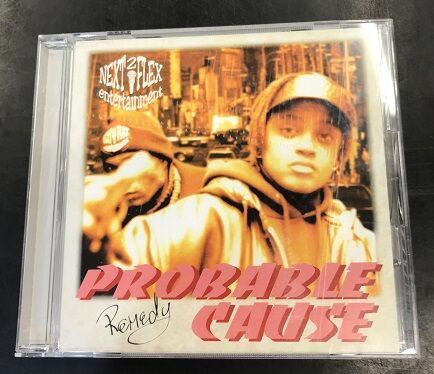 NEXT 2 FLEX
entertainment
PROBABLE
Remedy
CAUSE